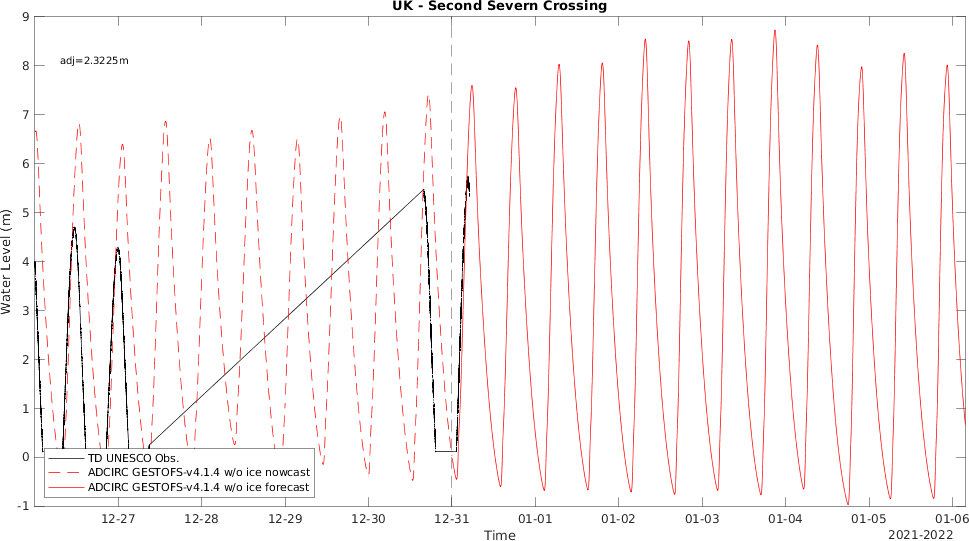 UK - Second Severn Crossing
9
8
7
6
5
4
3
2
1
0
-1
Water Level (m)
adj=2.3225m
TD UNESCO Obs.
ADCIRC GESTOFS-v4.1.4 w/o ice nowcast
ADCIRC GESTOFS-v4.1.4 w/o ice forecast
12-27 12-28 12-29 12-30 12-31 01-01 01-02 01-03 01-04 01-05 01-06
Time
2021-2022